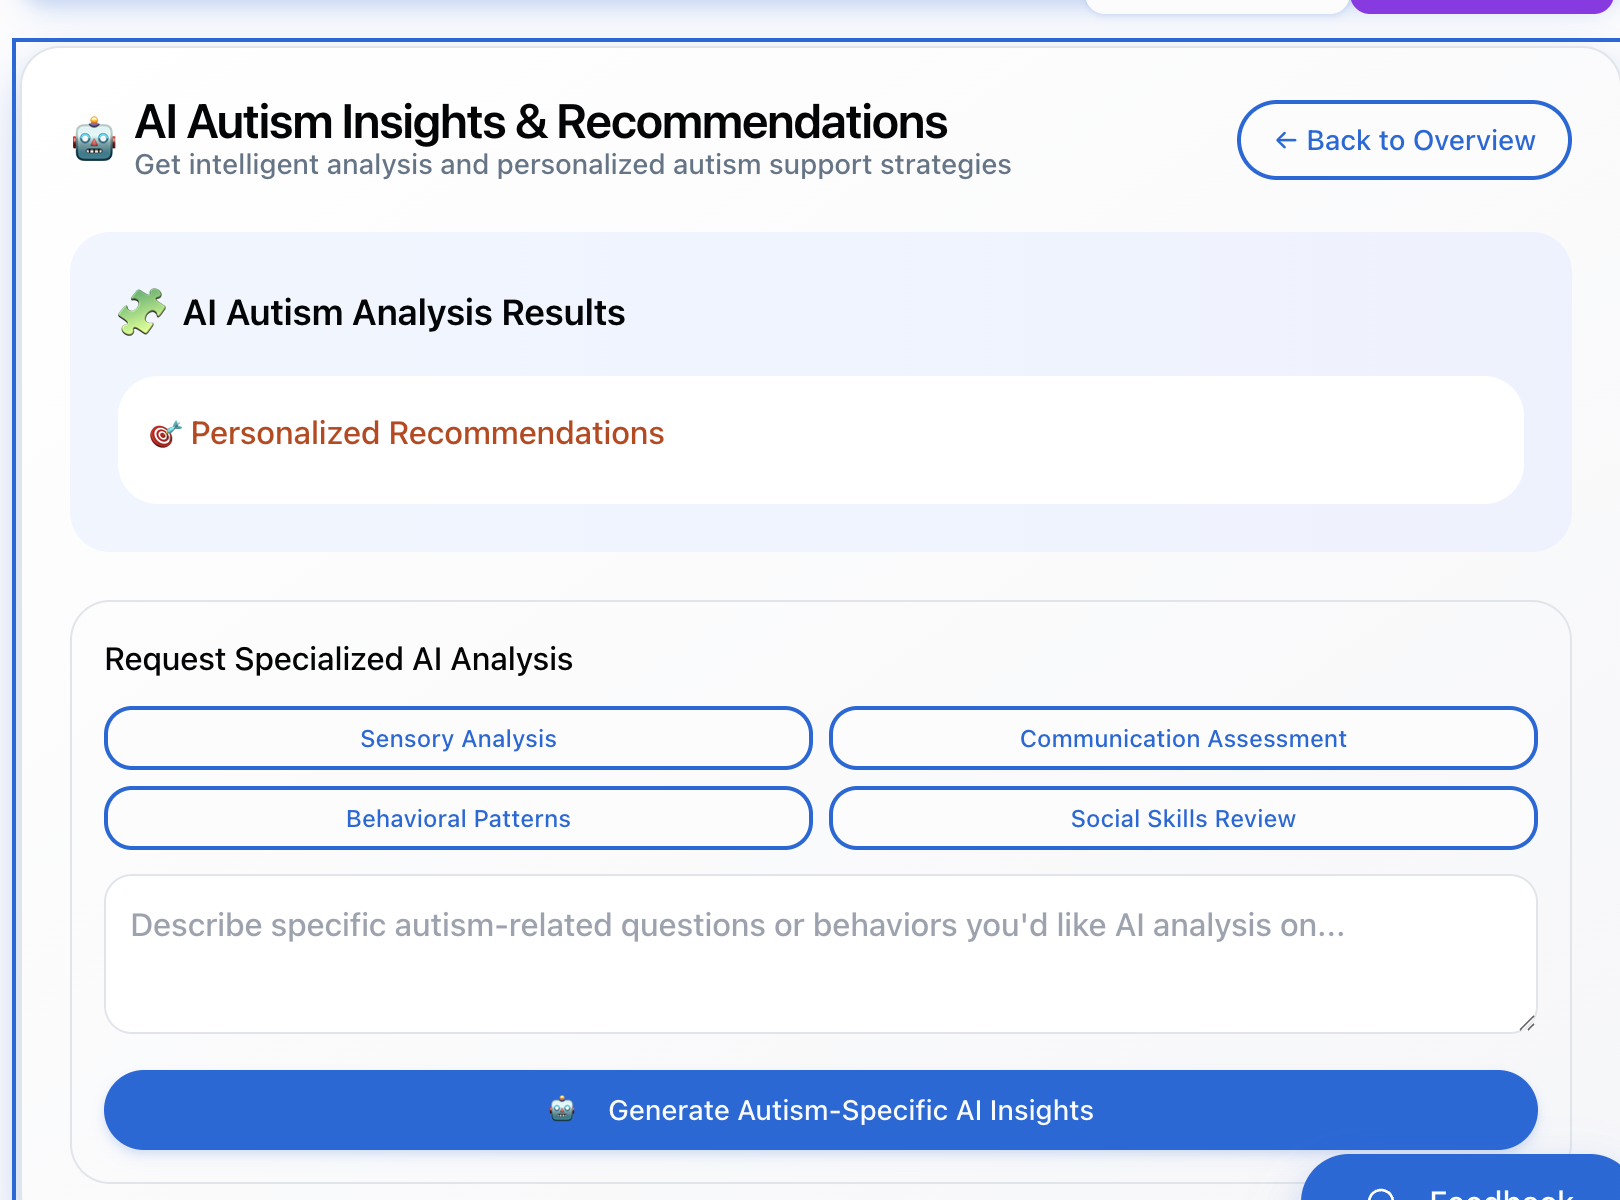 AI Autism Insights & Recommendations
Get intelligent analysis and personalized autism support strategies
← Back to Overview
AI Autism Analysis Results
Personalized Recommendations
Request Specialized AI Analysis
Sensory Analysis
Communication Assessment
Behavioral Patterns
Social Skills Review
Describe specific autism-related questions or behaviors you'd like AI analysis on...
Generate Autism-Specific AI Insights
Feedback